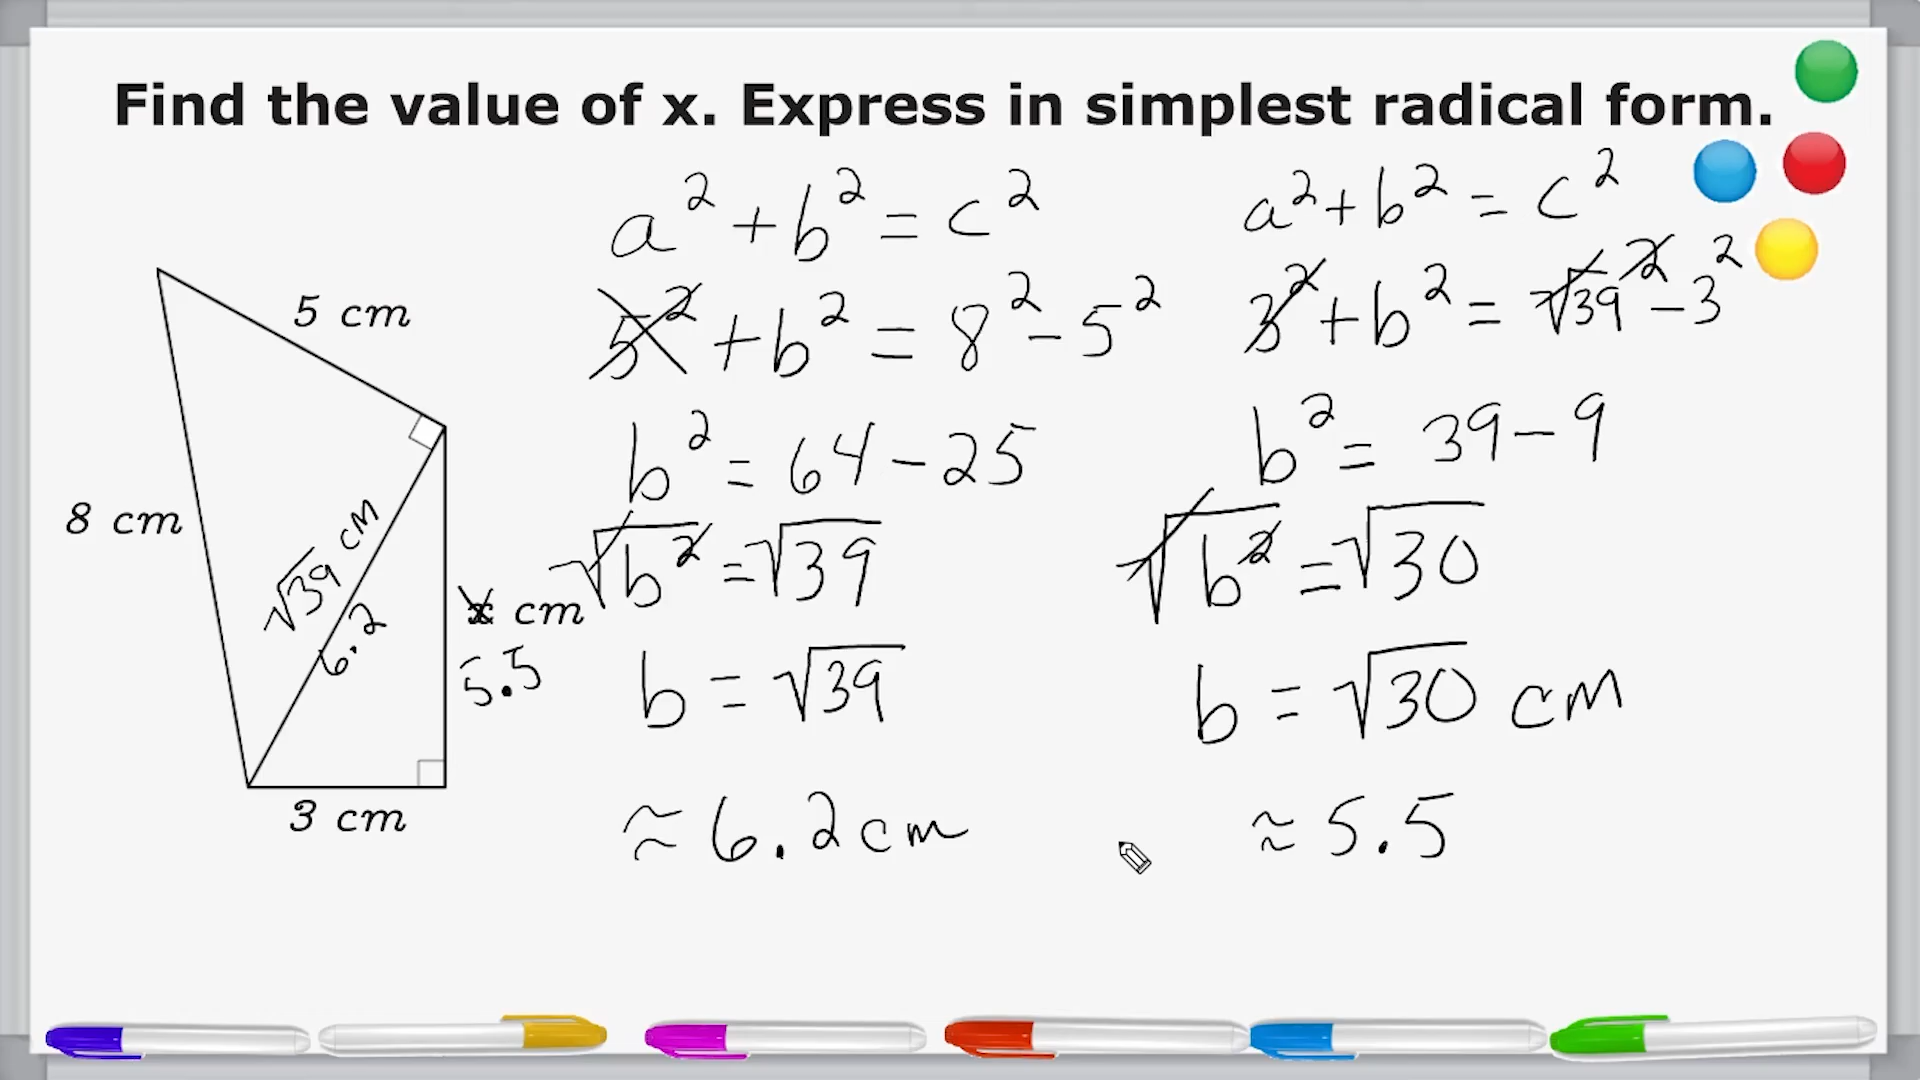 Find the value of x. Express in simplest radical form.
5 cm
8 cm
√39 cm
6.2
x cm
5.5
3 cm
a² + b² = c²
5² + b² = 8² - 5²
b² = 64 - 25
√b² = √39
b = √39
≈ 6.2 cm
a² + b² = c²
3² + b² = √39² - 3²
b² = 39 - 9
√b² = √30
b = √30 cm
≈ 5.5